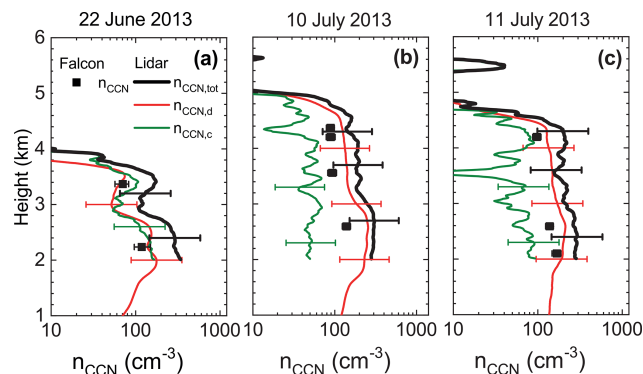 22 June 2013 10 July 2013 11 July 2013
6 (a) (b) (c)
Falcon Lidar
n_CCN n_CCN,tot
n_CCN,d
n_CCN,c
5
4
3
2
1
Height (km)
10 100 10 100 10 100 1000
n_CCN (cm⁻³) n_CCN (cm⁻³) n_CCN (cm⁻³)